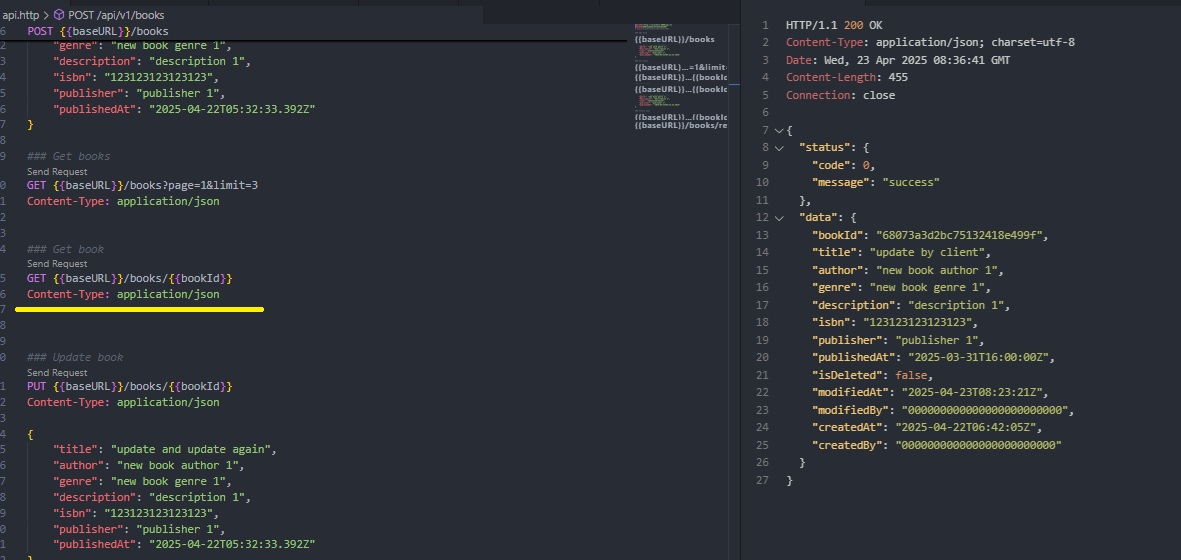 api.http > POST /api/v1/books
6 POST {{baseURL}}/books
2 "genre": "new book genre 1",
3 "description": "description 1",
4 "isbn": "123123123123123",
5 "publisher": "publisher 1",
6 "publishedAt": "2025-04-22T05:32:33.392Z"
7 }
8
9 ### Get books
Send Request
0 GET {{baseURL}}/books?page=1&limit=3
1 Content-Type: application/json
2
3
4 ### Get book
Send Request
5 GET {{baseURL}}/books/{{bookId}}
6 Content-Type: application/json
7
8
9
0 ### Update book
Send Request
1 PUT {{baseURL}}/books/{{bookId}}
2 Content-Type: application/json
3
4 {
5 "title": "update and update again",
6 "author": "new book author 1",
7 "genre": "new book genre 1",
8 "description": "description 1",
9 "isbn": "123123123123123",
0 "publisher": "publisher 1",
1 "publishedAt": "2025-04-22T05:32:33.392Z"
2 }
{{baseURL}}/books
{{baseURL}}...=1&limit
{{baseURL}}...{{bookId
{{baseURL}}...{{bookId
{{baseURL}}...{{bookId
{{baseURL}}/books/re
1 HTTP/1.1 200 OK
2 Content-Type: application/json; charset=utf-8
3 Date: Wed, 23 Apr 2025 08:36:41 GMT
4 Content-Length: 455
5 Connection: close
6
7 {
8 "status": {
9 "code": 0,
10 "message": "success"
11 },
12 "data": {
13 "bookId": "68073a3d2bc75132418e499f",
14 "title": "update by client",
15 "author": "new book author 1",
16 "genre": "new book genre 1",
17 "description": "description 1",
18 "isbn": "123123123123123",
19 "publisher": "publisher 1",
20 "publishedAt": "2025-03-31T16:00:00Z",
21 "isDeleted": false,
22 "modifiedAt": "2025-04-23T08:23:21Z",
23 "modifiedBy": "000000000000000000000000",
24 "createdAt": "2025-04-22T06:42:05Z",
25 "createdBy": "000000000000000000000000"
26 }
27 }